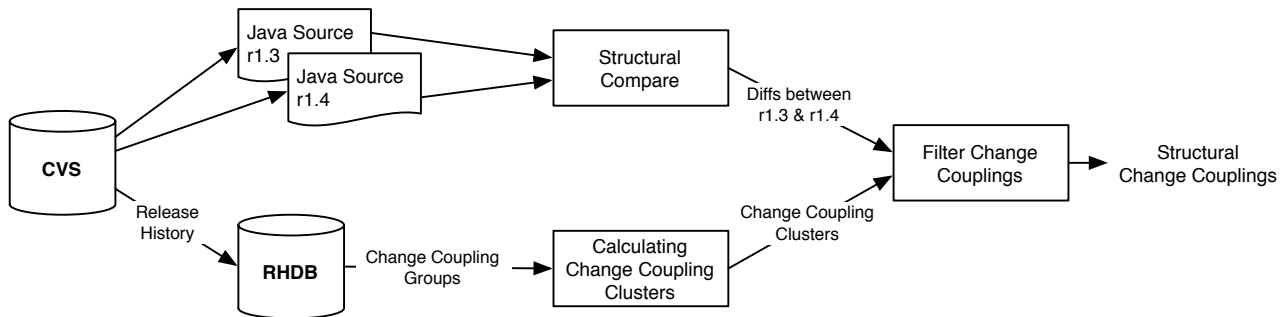 Java Source
r1.3
Java Source
r1.4
Structural
Compare
Diffs between
r1.3 & r1.4
CVS
Filter Change
Couplings
Structural
Change Couplings
Release
History
RHDB
Change Coupling
Groups
Calculating
Change Coupling
Clusters
Change Coupling
Clusters